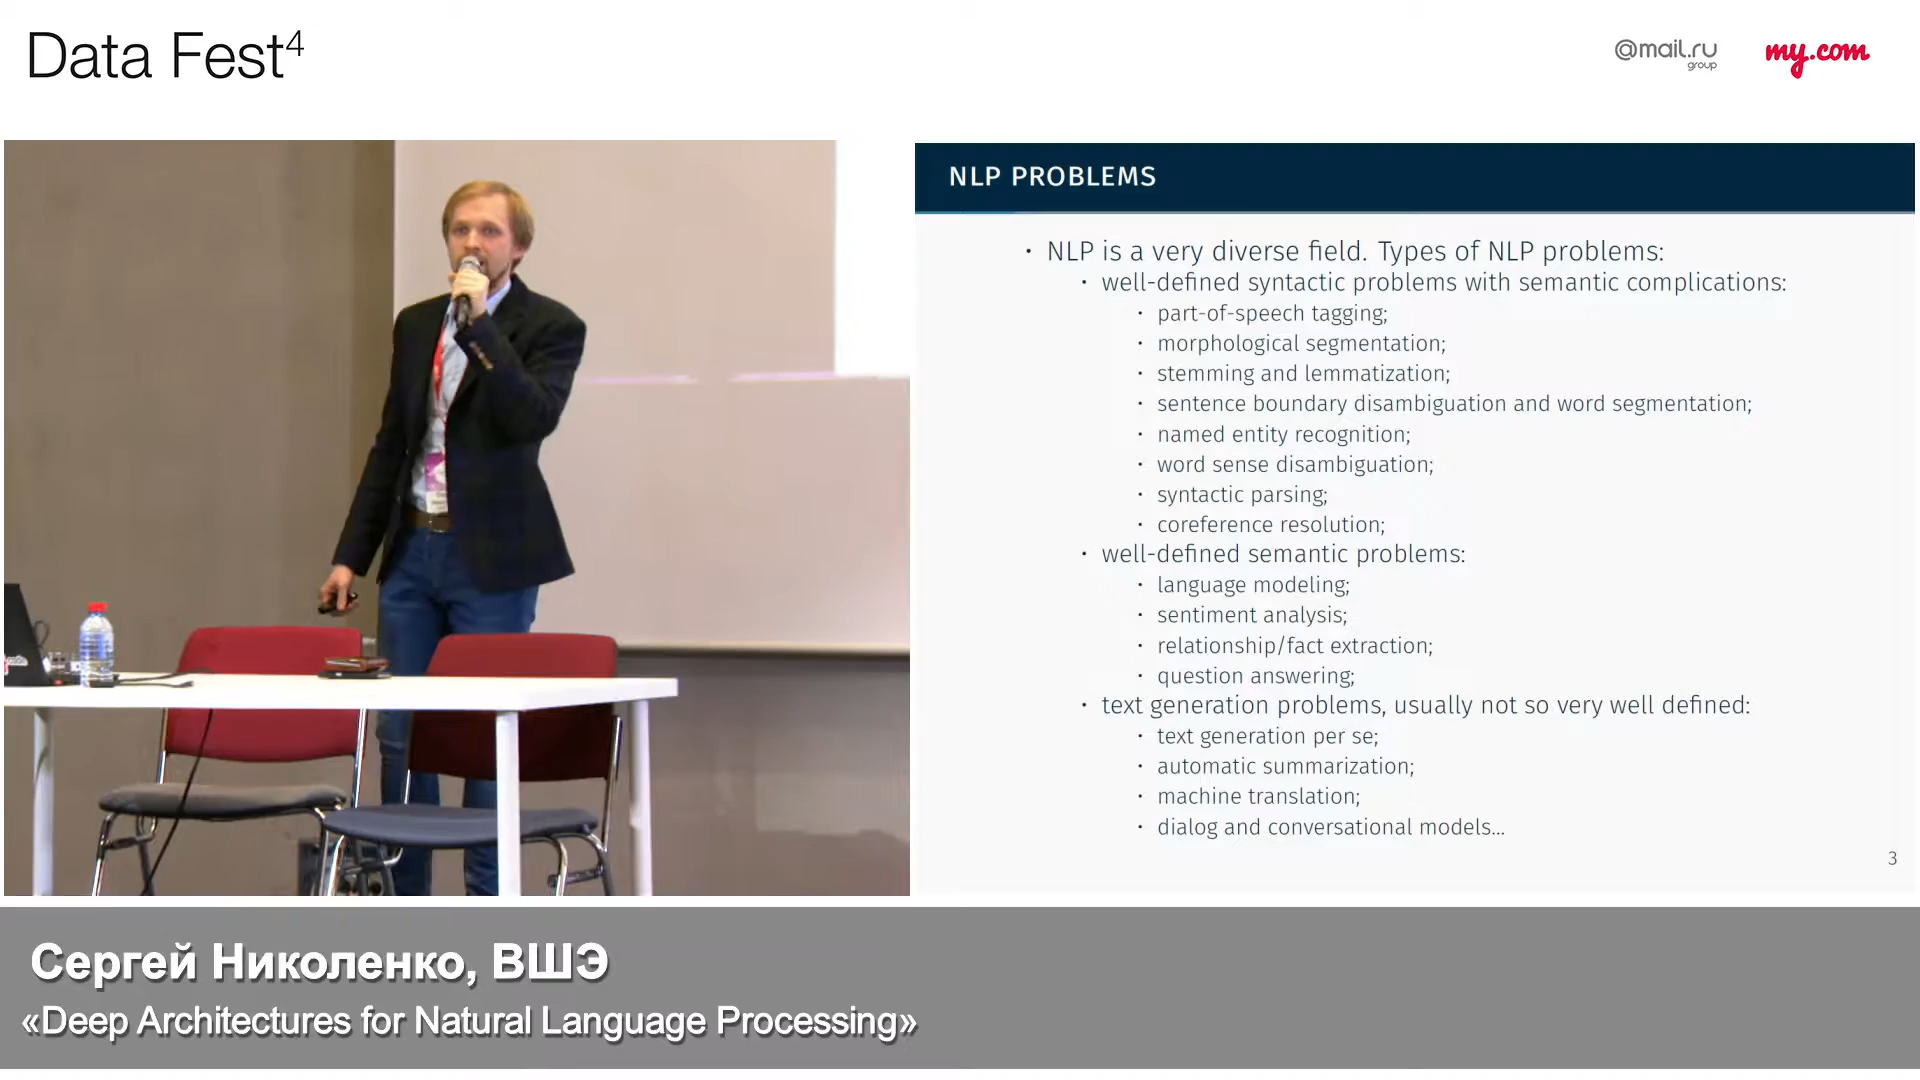 Data Fest⁴
@mail.ru
group
my.com
NLP PROBLEMS
· NLP is a very diverse field. Types of NLP problems:
· well-defined syntactic problems with semantic complications:
· part-of-speech tagging;
· morphological segmentation;
· stemming and lemmatization;
· sentence boundary disambiguation and word segmentation;
· named entity recognition;
· word sense disambiguation;
· syntactic parsing;
· coreference resolution;
· well-defined semantic problems:
· language modeling;
· sentiment analysis;
· relationship/fact extraction;
· question answering;
· text generation problems, usually not so very well defined:
· text generation per se;
· automatic summarization;
· machine translation;
· dialog and conversational models...
3
Сергей Николенко, ВШЭ
«Deep Architectures for Natural Language Processing»